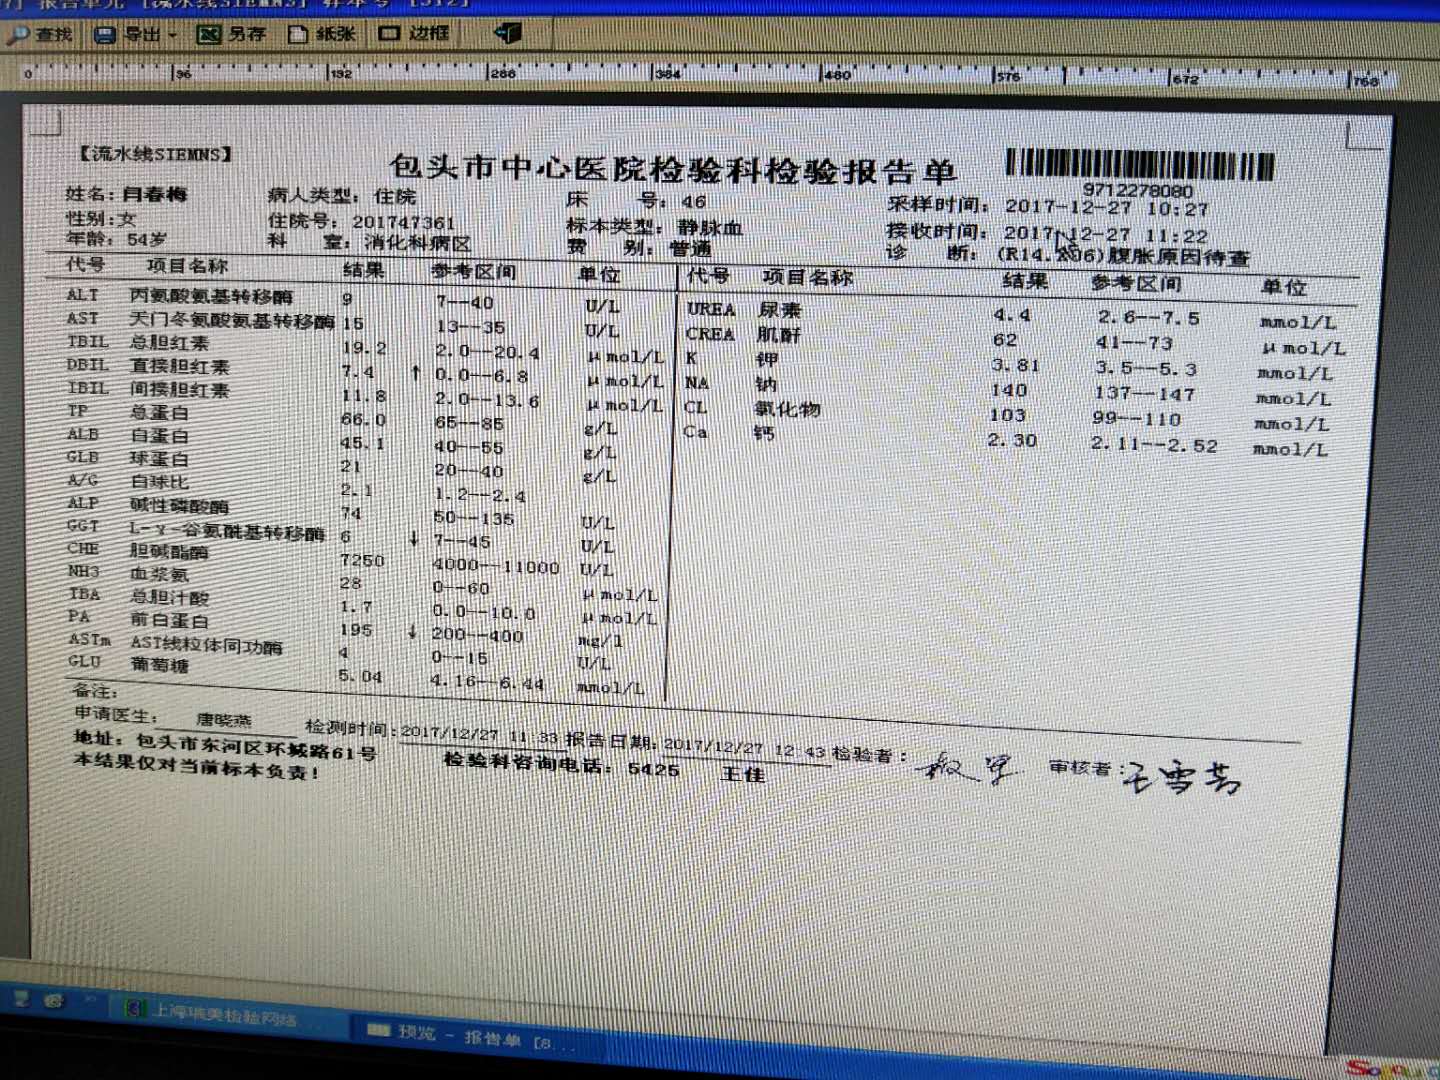 查找 导出 另存 纸张 边框
0 96 192 288 384 480 576 672 768
【流水线SIEMNS】
包头市中心医院检验科检验报告单
9712278080
姓名：闫春梅 病人类型：住院 床 号：46 采样时间：2017-12-27 10:27
性别：女 住院号：201747361 标本类型：静脉血 接收时间：2017-12-27 11:22
年龄：54岁 科 室：消化科病区 费 别：普通 诊 断：(R14.x06)腹胀原因待查
代号 项目名称 结果 参考区间 单位 代号 项目名称 结果 参考区间 单位
ALT 丙氨酸氨基转移酶 9 7--40 U/L UREA 尿素 4.4 2.6--7.5 mmol/L
AST 天门冬氨酸氨基转移酶 15 13--35 U/L CREA 肌酐 62 41--73 μmol/L
TBIL 总胆红素 19.2 2.0--20.4 μmol/L K 钾 3.81 3.5--5.3 mmol/L
DBIL 直接胆红素 7.4 ↑ 0.0--6.8 μmol/L NA 钠 140 137--147 mmol/L
IBIL 间接胆红素 11.8 2.0--13.6 μmol/L CL 氯化物 103 99--110 mmol/L
TP 总蛋白 66.0 65--85 g/L Ca 钙 2.30 2.11--2.52 mmol/L
ALB 白蛋白 45.1 40--55 g/L
GLB 球蛋白 21 20--40 g/L
A/G 白球比 2.1 1.2--2.4
ALP 碱性磷酸酶 74 50--135 U/L
GGT L-γ-谷氨酰基转移酶 6 ↓ 7--45 U/L
CHE 胆碱酯酶 7250 4000--11000 U/L
NH3 血浆氨 28 0--60 μmol/L
TBA 总胆汁酸 1.7 0.0--10.0 μmol/L
PA 前白蛋白 195 ↓ 200--400 mg/l
ASTm AST线粒体同功酶 4 0--15 U/L
GLU 葡萄糖 5.04 4.16--6.44 mmol/L
备注：
申请医生： 唐晓燕 检测时间：2017/12/27 11:33 报告日期：2017/12/27 12:43 检验者： 审核者：王雪芬
地址：包头市东河区环城路61号 检验科咨询电话：5425 王佳
本结果仅对当前标本负责！
上海瑞美检验网络... 预览 - 报告单 [8...